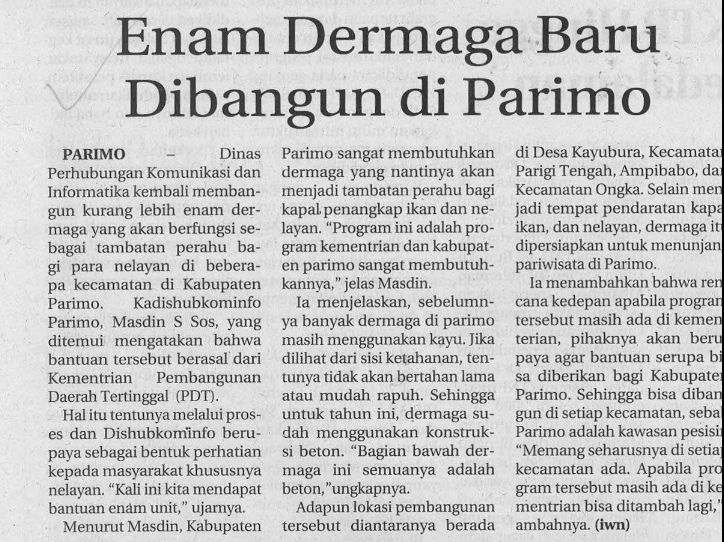 Enam Dermaga Baru
Dibangun di Parimo
PARIMO – Dinas
Perhubungan Komunikasi dan
Informatika kembali memban-
gun kurang lebih enam der-
maga yang akan berfungsi se-
bagai tambatan perahu ba-
gi para nelayan di bebera-
pa kecamatan di Kabupaten
Parimo. Kadishubkominfo
Parimo, Masdin S Sos, yang
ditemui mengatakan bahwa
bantuan tersebut berasal dari
Kementrian Pembangunan
Daerah Tertinggal (PDT).
Hal itu tentunya melalui pros-
es dan Dishubkominfo beru-
paya sebagai bentuk perhatian
kepada masyarakat khususnya
nelayan. “Kali ini kita mendapat
bantuan enam unit,” ujarnya.
Menurut Masdin, Kabupaten
Parimo sangat membutuhkan
dermaga yang nantinya akan
menjadi tambatan perahu bagi
kapal penangkap ikan dan ne-
layan. “Program ini adalah pro-
gram kementrian dan kabupat-
en parimo sangat membutuh-
kannya,” jelas Masdin.
Ia menjelaskan, sebelumn-
ya banyak dermaga di parimo
masih menggunakan kayu. Jika
dilihat dari sisi ketahanan, ten-
tunya tidak akan bertahan lama
atau mudah rapuh. Sehingga
untuk tahun ini, dermaga su-
dah menggunakan konstruk-
si beton. “Bagian bawah der-
maga ini semuanya adalah
beton,”ungkapnya.
Adapun lokasi pembangunan
tersebut diantaranya berada
di Desa Kayubura, Kecamatan
Parigi Tengah, Ampibabo, dan
Kecamatan Ongka. Selain men
jadi tempat pendaratan kapa
ikan, dan nelayan, dermaga itu
dipersiapkan untuk menunjan
pariwisata di Parimo.
Ia menambahkan bahwa ren
cana kedepan apabila program
tersebut masih ada di kemen
terian, pihaknya akan beru
paya agar bantuan serupa bi
sa diberikan bagi Kabupaten
Parimo. Sehingga bisa diban
gun di setiap kecamatan, seba
Parimo adalah kawasan pesisir
“Memang seharusnya di setia
kecamatan ada. Apabila pro
gram tersebut masih ada di ke
mentrian bisa ditambah lagi,”
ambahnya. (iwn)